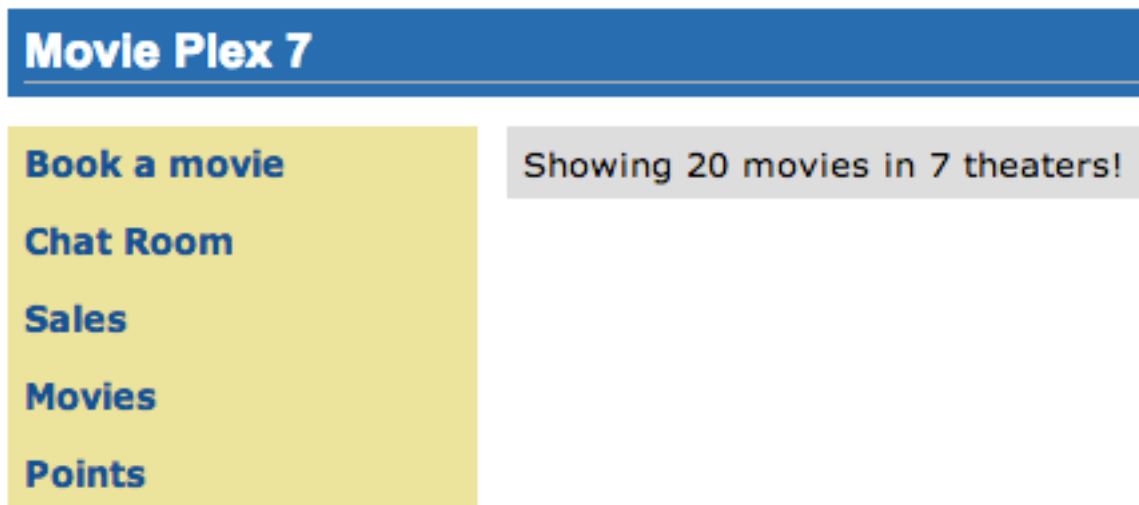 Movie Plex 7
Book a movie
Chat Room
Sales
Movies
Points
Showing 20 movies in 7 theaters!